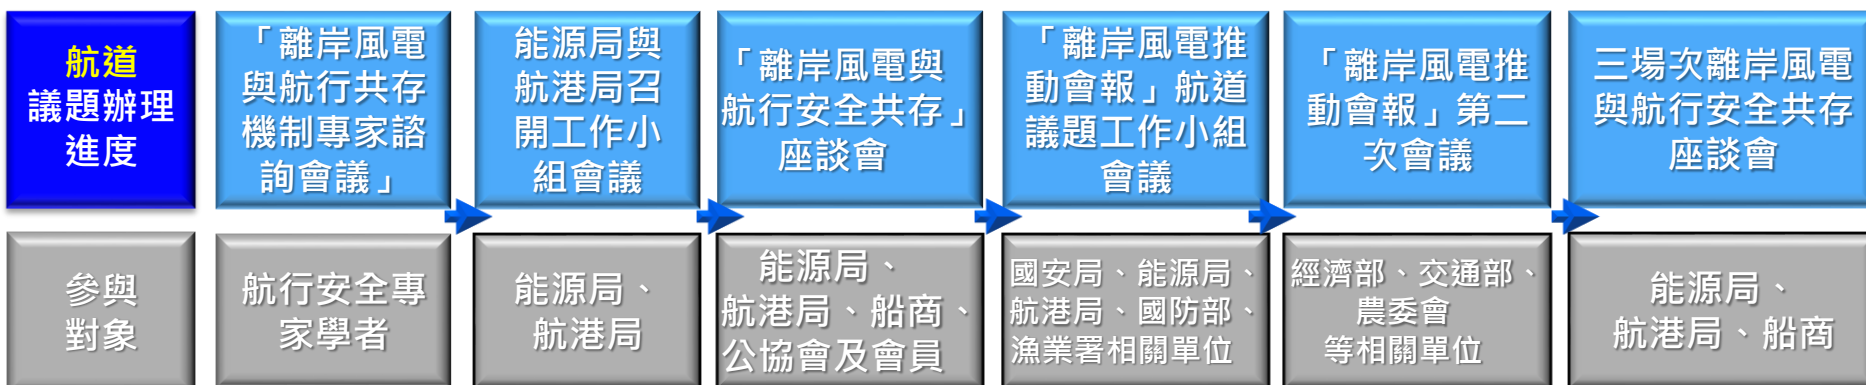 航道
議題辦理
進度
「離岸風電
與航行共存
機制專家諮
詢會議」
能源局與
航港局召
開工作小
組會議
「離岸風電與
航行安全共存」
座談會
「離岸風電推
動會報」航道
議題工作小組
會議
「離岸風電推
動會報」第二
次會議
三場次離岸風電
與航行安全共存
座談會
參與
對象
航行安全專
家學者
能源局、
航港局
能源局、
航港局、船商、
公協會及會員
國安局、能源局、
航港局、國防部、
漁業署相關單位
經濟部、交通部、
農委會
等相關單位
能源局、
航港局、船商